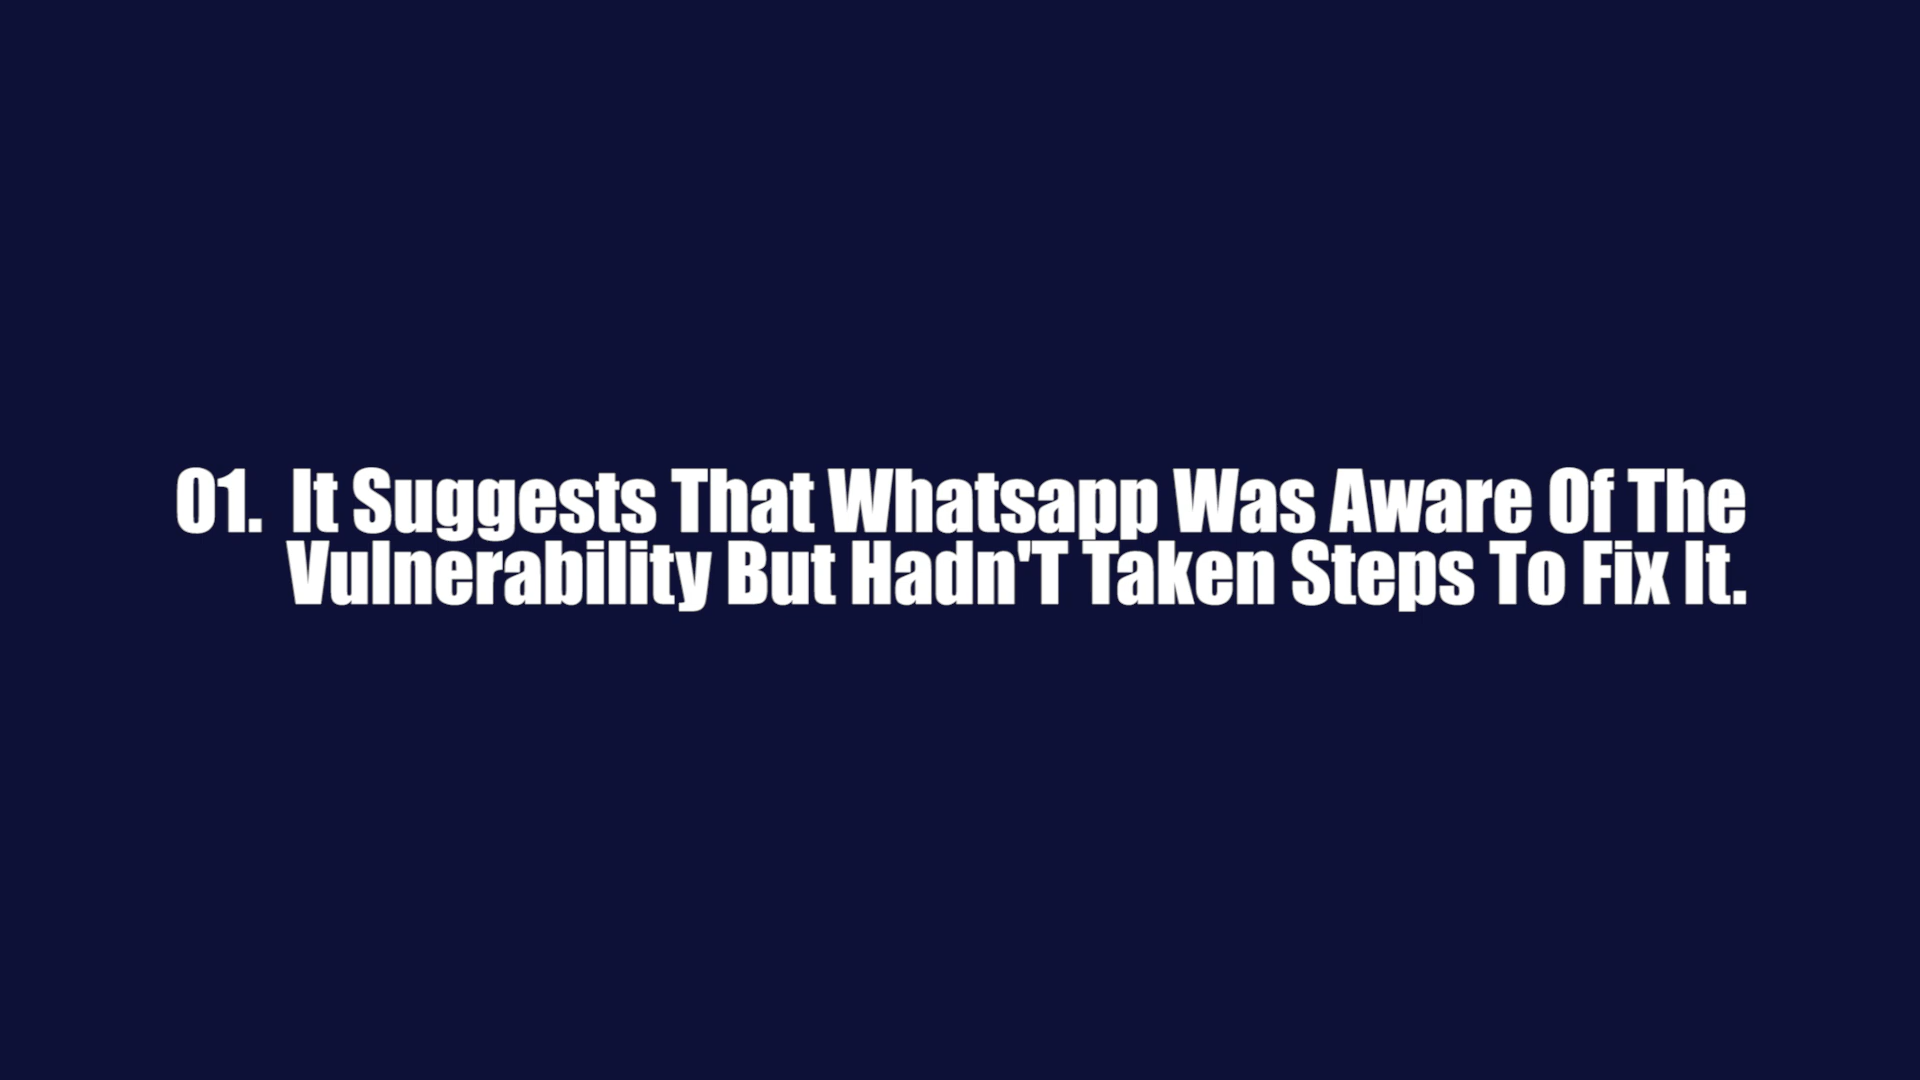 01. It Suggests That Whatsapp Was Aware Of The
Vulnerability But Hadn'T Taken Steps To Fix It.